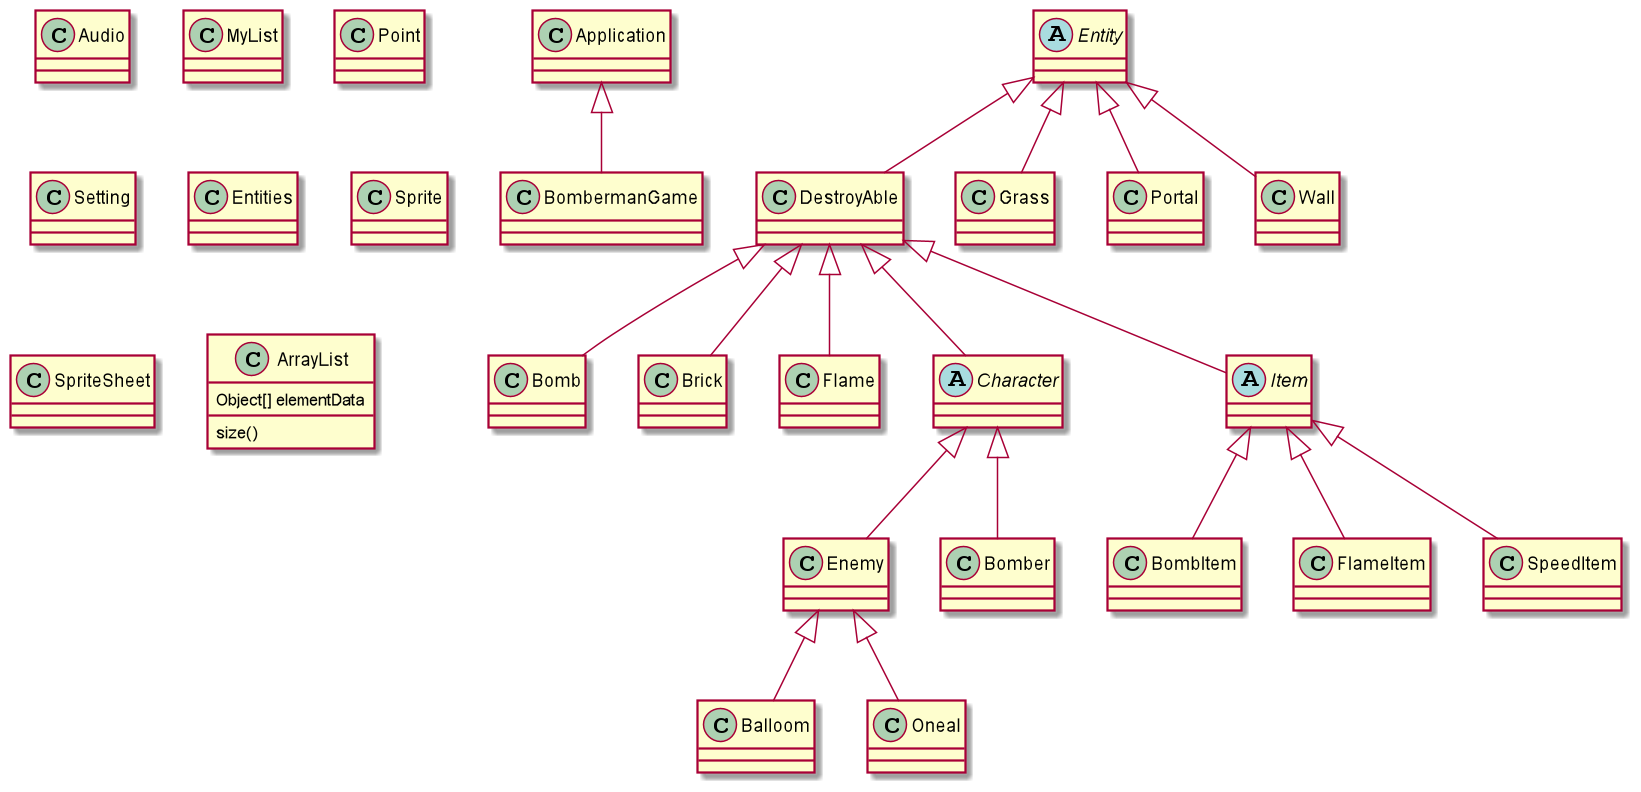 C Audio
C MyList
C Point
C Application
A Entity
C Setting
C Entities
C Sprite
C BombermanGame
C DestroyAble
C Grass
C Portal
C Wall
C SpriteSheet
C ArrayList
Object[] elementData
size()
C Bomb
C Brick
C Flame
A Character
A Item
C Enemy
C Bomber
C BombItem
C FlameItem
C SpeedItem
C Balloom
C Oneal